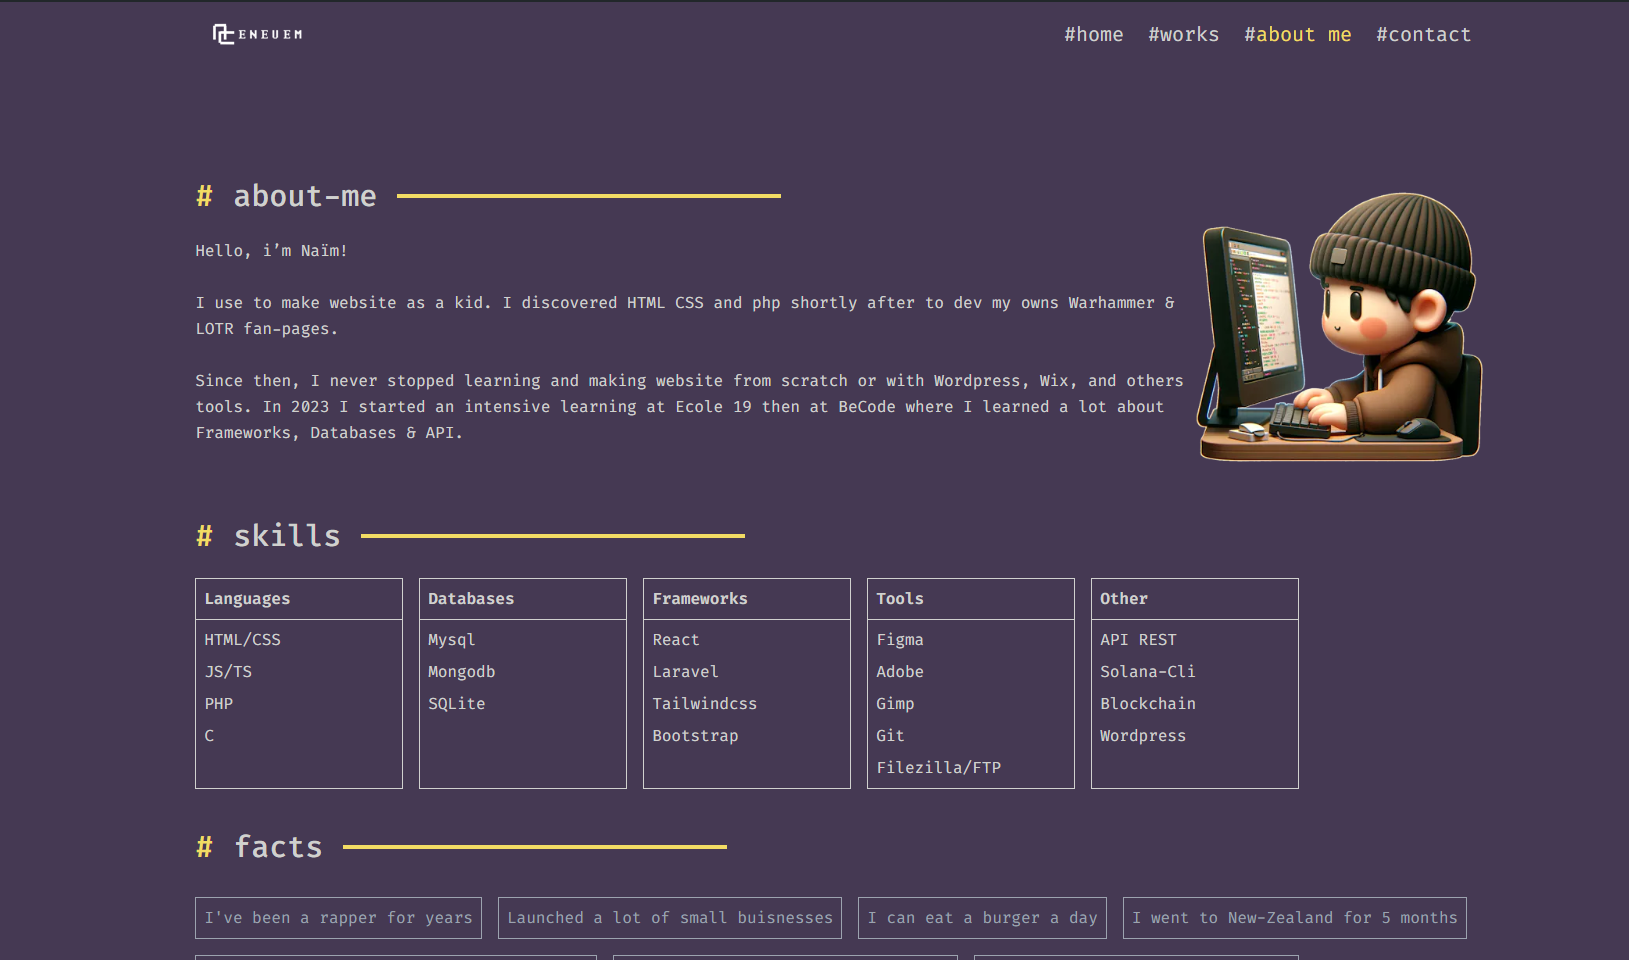 ENEUEM
#home #works #about me #contact
# about-me
Hello, i’m Naïm!
I use to make website as a kid. I discovered HTML CSS and php shortly after to dev my owns Warhammer &
LOTR fan-pages.
Since then, I never stopped learning and making website from scratch or with Wordpress, Wix, and others
tools. In 2023 I started an intensive learning at Ecole 19 then at BeCode where I learned a lot about
Frameworks, Databases & API.
# skills
Languages
HTML/CSS
JS/TS
PHP
C
Databases
Mysql
Mongodb
SQLite
Frameworks
React
Laravel
Tailwindcss
Bootstrap
Tools
Figma
Adobe
Gimp
Git
Filezilla/FTP
Other
API REST
Solana-Cli
Blockchain
Wordpress
# facts
I've been a rapper for years
Launched a lot of small buisnesses
I can eat a burger a day
I went to New-Zealand for 5 months